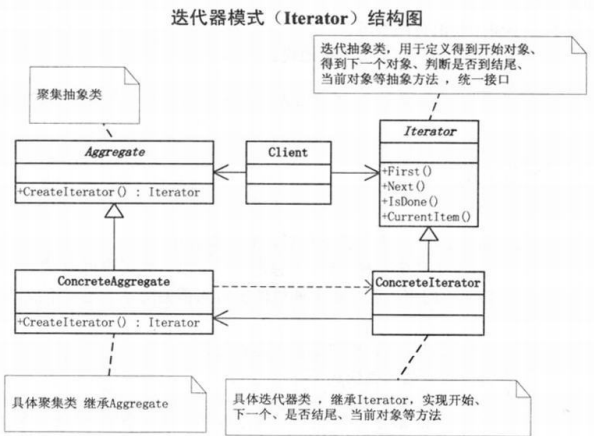 迭代器模式（Iterator）结构图
迭代抽象类，用于定义得到开始对象、
得到下一个对象、判断是否到结尾、
当前对象等抽象方法 ，统一接口
聚集抽象类
Aggregate
+CreateIterator() : Iterator
Client
Iterator
+First()
+Next()
+IsDone()
+CurrentItem()
ConcreteAggregate
+CreateIterator() : Iterator
ConcreteIterator
具体聚集类 继承Aggregate
具体迭代器类 ，继承Iterator，实现开始、
下一个、是否结尾、当前对象等方法